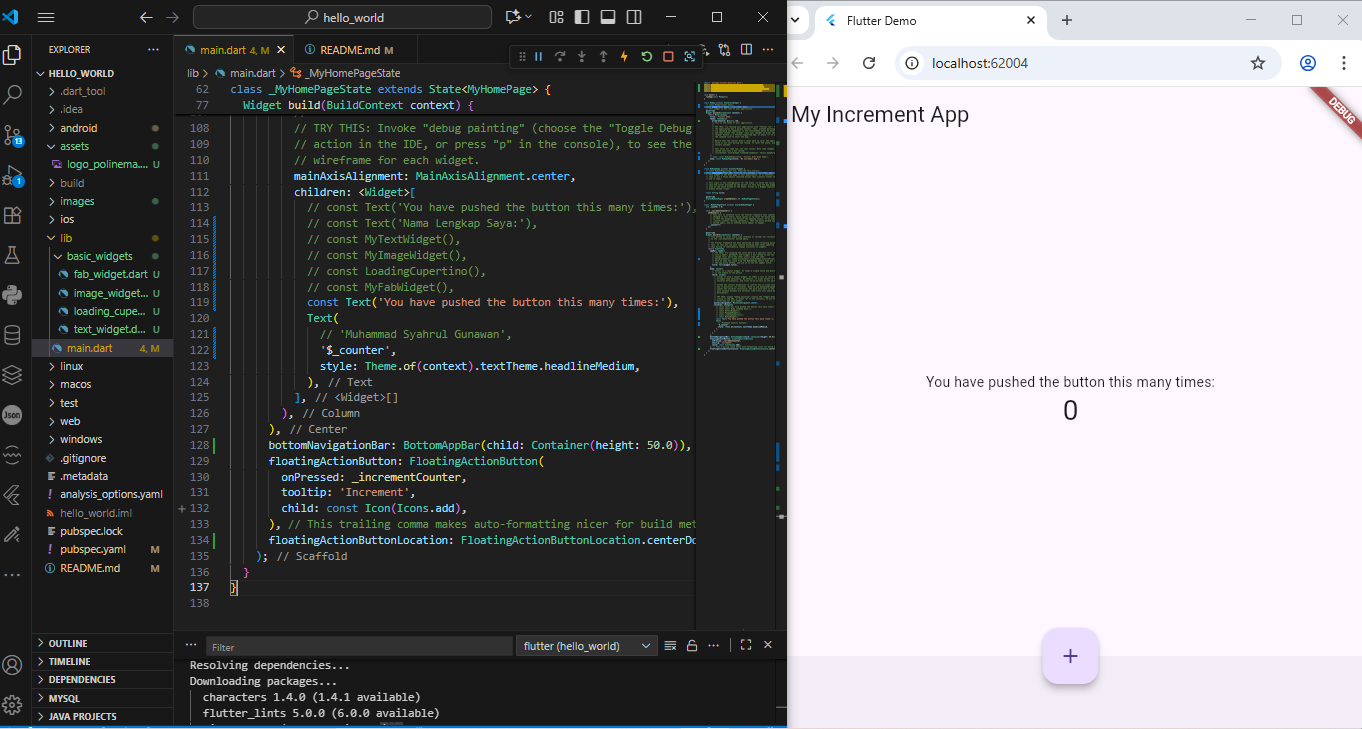 hello_world
EXPLORER
HELLO_WORLD
.dart_tool
.idea
android
assets
logo_polinema.... U
build
images
ios
lib
basic_widgets
fab_widget.dart U
image_widget... U
loading_cupe... U
text_widget.d... U
main.dart 4, M
linux
macos
test
web
windows
.gitignore
.metadata
analysis_options.yaml
hello_world.iml
pubspec.lock
pubspec.yaml M
README.md M
OUTLINE
TIMELINE
DEPENDENCIES
MYSQL
JAVA PROJECTS
13
1
Json
main.dart 4, M
README.md M
lib > main.dart > _MyHomePageState
62 class _MyHomePageState extends State<MyHomePage> {
77 Widget build(BuildContext context) {
108 // TRY THIS: Invoke "debug painting" (choose the "Toggle Debug
109 // action in the IDE, or press "p" in the console), to see the
110 // wireframe for each widget.
111 mainAxisAlignment: MainAxisAlignment.center,
112 children: <Widget>[
113 // const Text('You have pushed the button this many times:'),
114 // const Text('Nama Lengkap Saya:'),
115 // const MyTextWidget(),
116 // const MyImageWidget(),
117 // const LoadingCupertino(),
118 // const MyFabWidget(),
119 const Text('You have pushed the button this many times:'),
120 Text(
121 // 'Muhammad Syahrul Gunawan',
122 '$_counter',
123 style: Theme.of(context).textTheme.headlineMedium,
124 ), // Text
125 ], // <Widget>[]
126 ), // Column
127 ), // Center
128 bottomNavigationBar: BottomAppBar(child: Container(height: 50.0)),
129 floatingActionButton: FloatingActionButton(
130 onPressed: _incrementCounter,
131 tooltip: 'Increment',
132 child: const Icon(Icons.add),
133 ), // This trailing comma makes auto-formatting nicer for build met
134 floatingActionButtonLocation: FloatingActionButtonLocation.centerDo
135 ); // Scaffold
136 }
137 }
138
Filter
flutter (hello_world)
Resolving dependencies...
Downloading packages...
characters 1.4.0 (1.4.1 available)
flutter_lints 5.0.0 (6.0.0 available)
Flutter Demo
localhost:62004
My Increment App
DEBUG
You have pushed the button this many times:
0
+